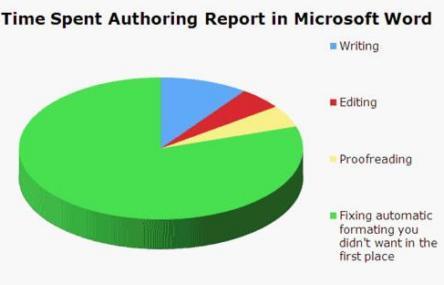 Time Spent Authoring Report in Microsoft Word
Writing
Editing
Proofreading
Fixing automatic
formating you
didn't want in the
first place